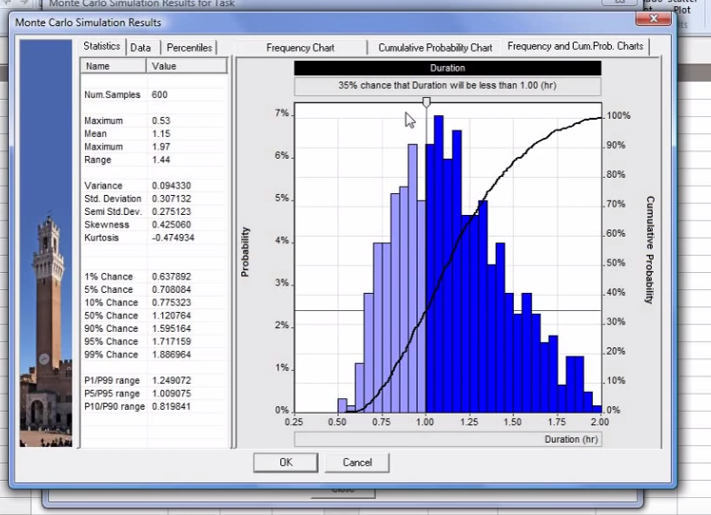 Monte Carlo Simulation Results for Task
Plot
Monte Carlo Simulation Results
Statistics Data Percentiles
Frequency Chart Cumulative Probability Chart Frequency and Cum.Prob. Charts
Name Value
Num.Samples 600
Maximum 0.53
Mean 1.15
Maximum 1.97
Range 1.44
Variance 0.094330
Std. Deviation 0.307132
Semi Std.Dev. 0.275123
Skewness 0.425060
Kurtosis -0.474934
1% Chance 0.637892
5% Chance 0.708084
10% Chance 0.775323
50% Chance 1.120764
90% Chance 1.595164
95% Chance 1.717159
99% Chance 1.886964
P1/P99 range 1.249072
P5/P95 range 1.009075
P10/P90 range 0.819841
Duration
35% chance that Duration will be less than 1.00 (hr)
Probability
7%
6%
5%
4%
3%
2%
1%
0%
100%
90%
80%
70%
60%
50%
40%
30%
20%
10%
0%
Cumulative Probability
0.25 0.50 0.75 1.00 1.25 1.50 1.75 2.00
Duration (hr)
OK Cancel